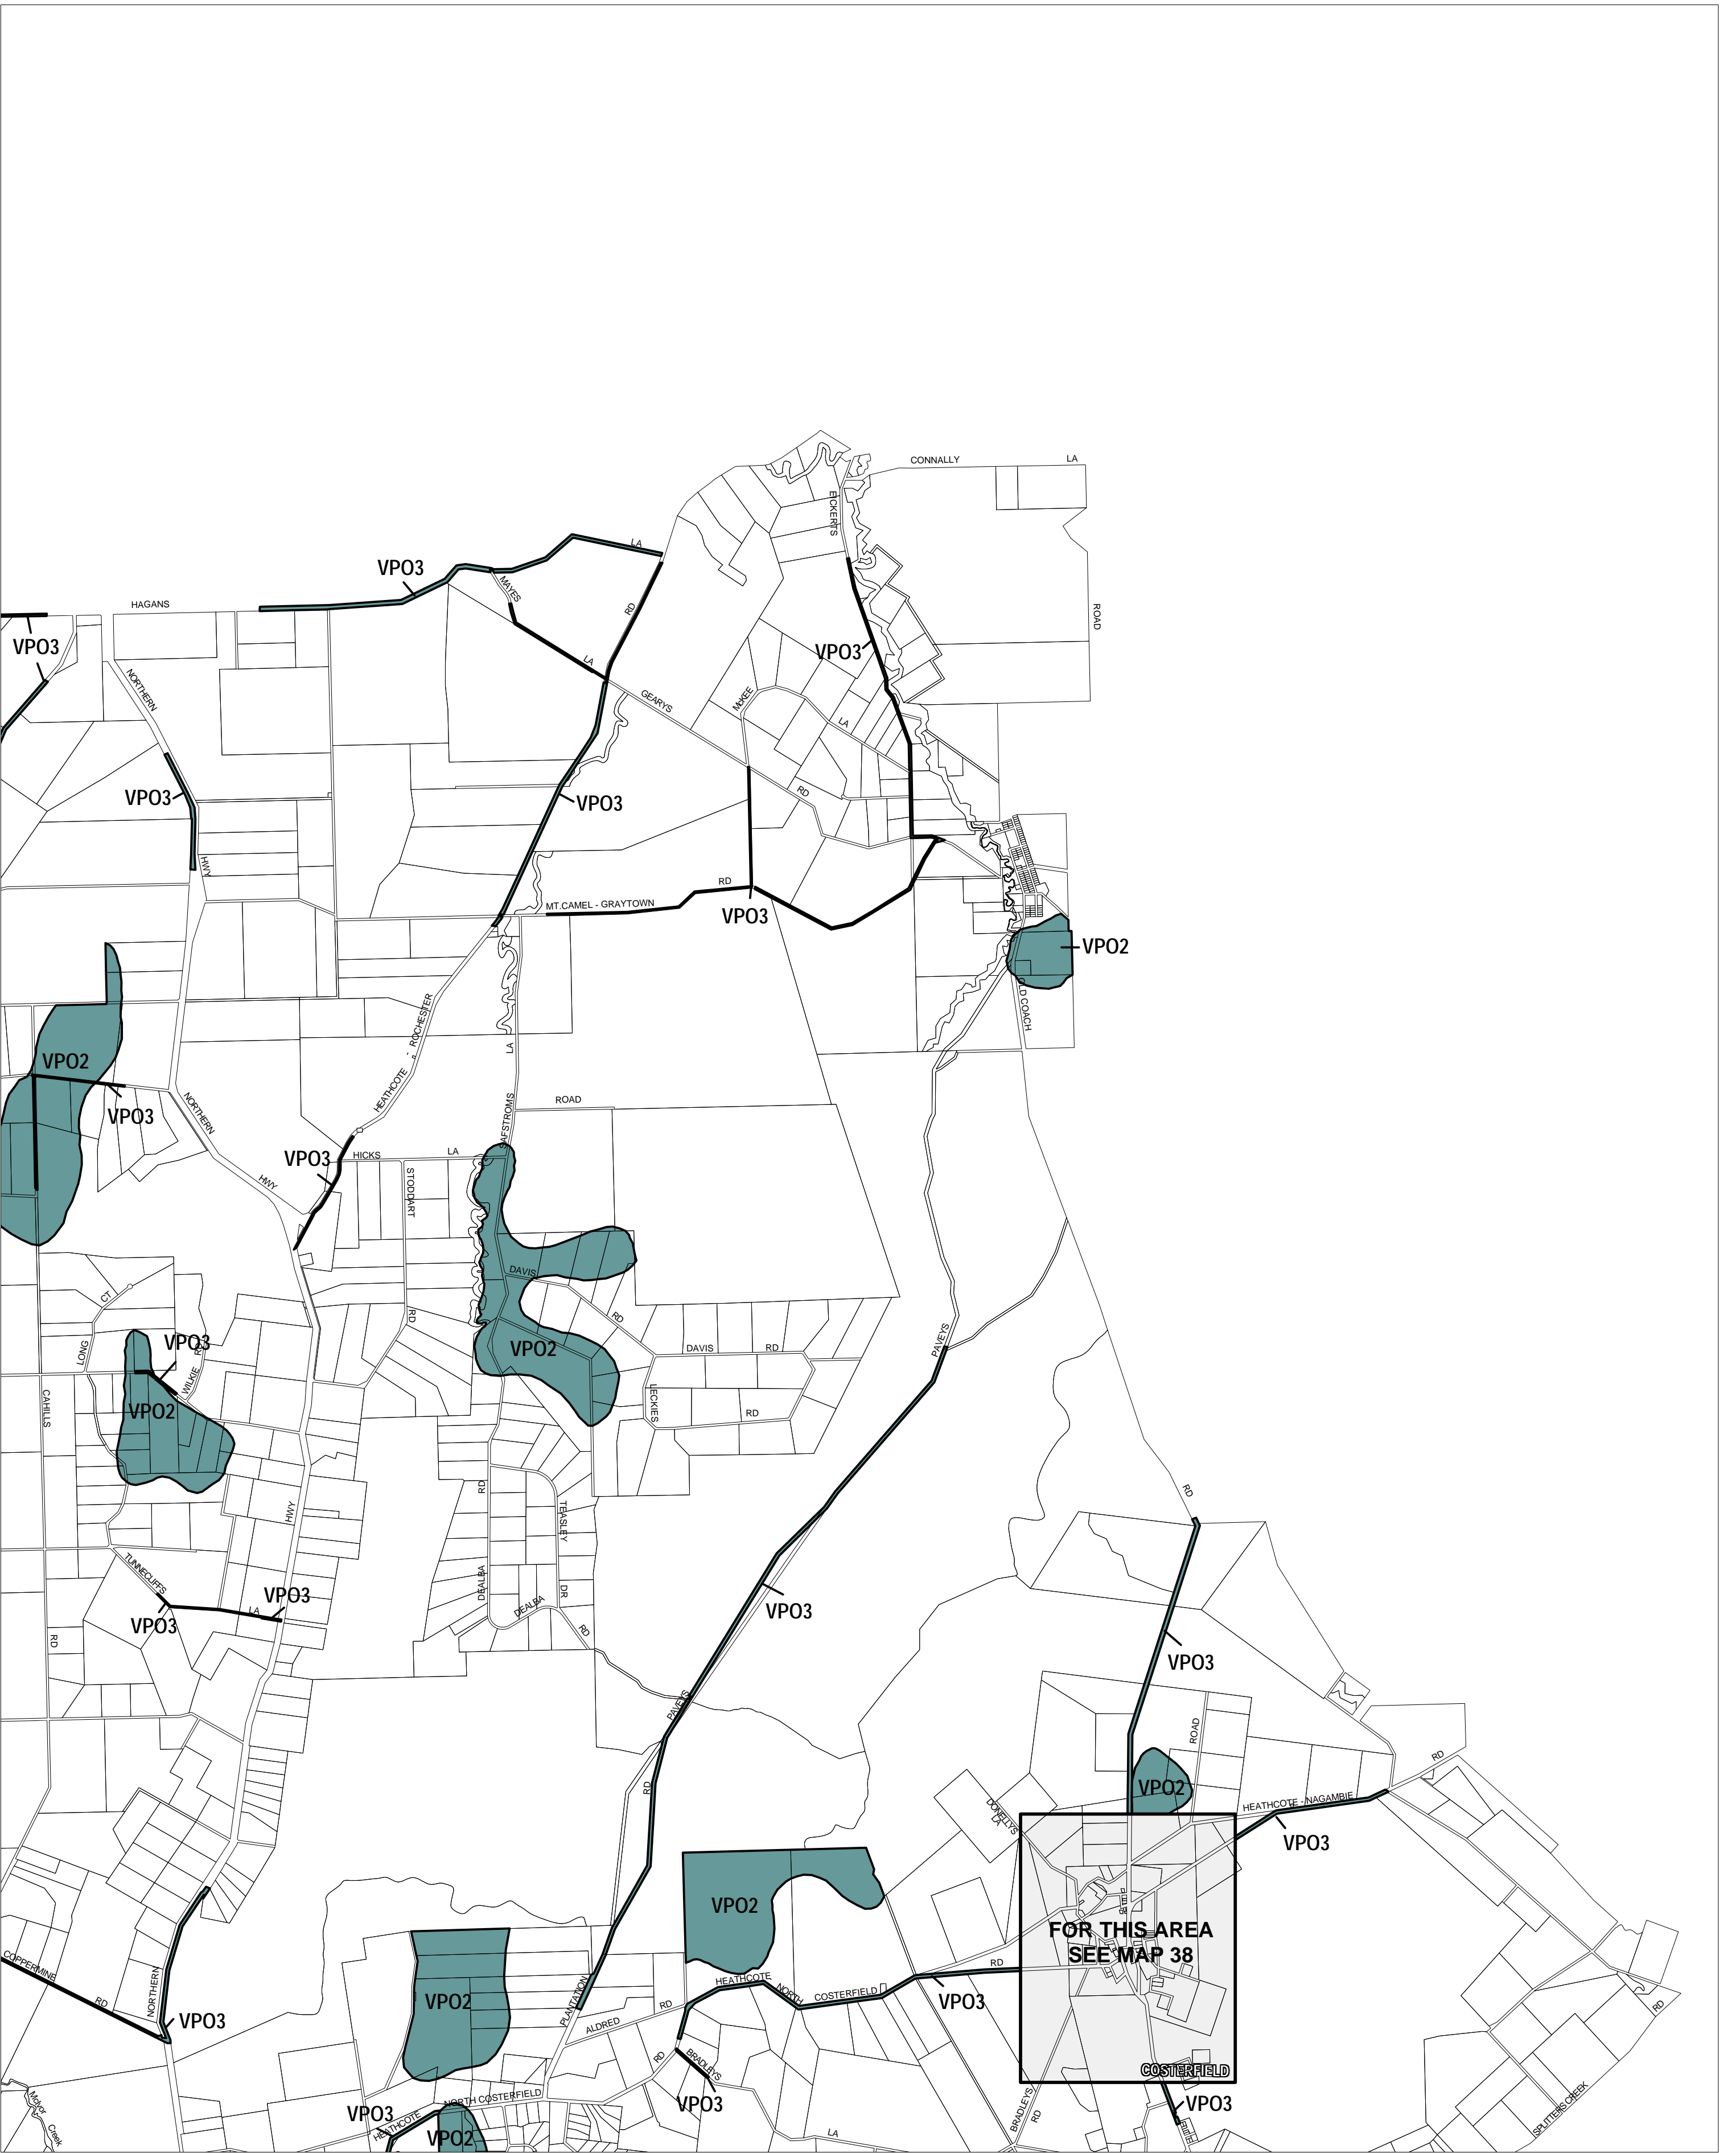 CONNALLY
LA
EICKERTS
LA
VPO3
MAYES
HAGANS
RD
ROAD
VPO3
VPO3
LA
NORTHERN
GEARYS
McKEE
LA
VPO3
VPO3
RD
HWY
RD
MT.CAMEL - GRAYTOWN
VPO3
VPO2
OLD COACH
HEATHCOTE - ROCHESTER
LA
VPO2
ROAD
VPO3
NORTHERN
SAFSTROMS
VPO3
HICKS
LA
HWY
STODDART
DAVIS
CT
RD
RD
PAVEYS
VPO3
LONG
RD
VPO2
DAVIS
RD
WILKIE
CAHILLS
VPO2
LECKIES
RD
RD
HWY
RD
TEASLEY
TUNNECLIFFS
DEALBA
DR
VPO3
LA
VPO3
DEALBA
VPO3
RD
RD
VPO3
PAVEYS
ROAD
RD
RD
VPO2
DONELLYS
LA
HEATHCOTE - NAGAMBIE
VPO3
VPO2
FOR THIS AREA
SEE MAP 38
COPPERMINE
RD
NORTHERN
VPO3
VPO2
PLANTATION
HEATHCOTE
NORTH
COSTERFIELD
RD
VPO3
RD
ALDRED
RD
BRADLEYS
COSTERFIELD
VPO3
NORTH COSTERFIELD
VPO3
HEATHCOTE
VPO2
BRADLEYS
RD
VPO3
LA
McIvor
Creek
RD
SPLITTERS CREEK